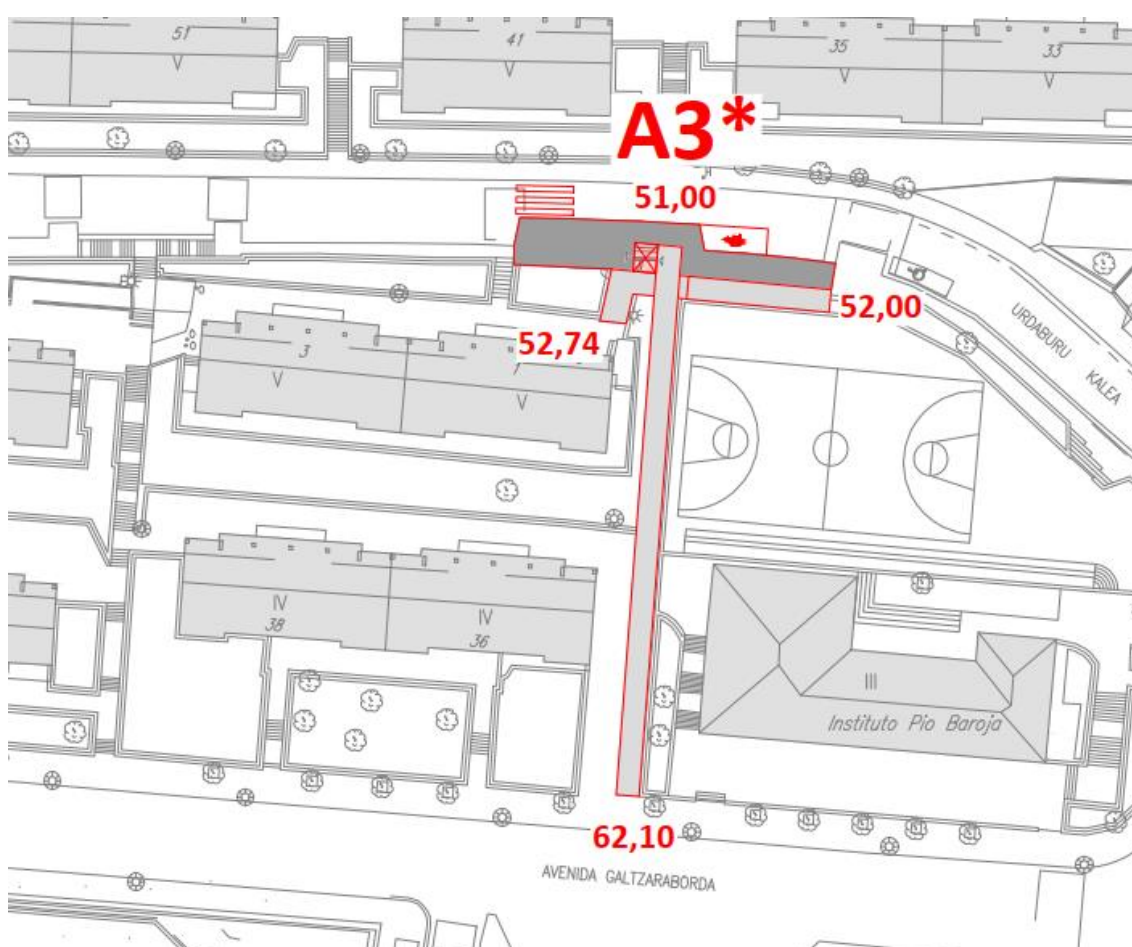 51
41
35
33
V
V
V
V
A3*
51,00
52,00
URDABURU
KALEA
52,74
3
1
V
V
IV
38
IV
36
III
Instituto Pio Baroja
62,10
AVENIDA GALTZARABORDA